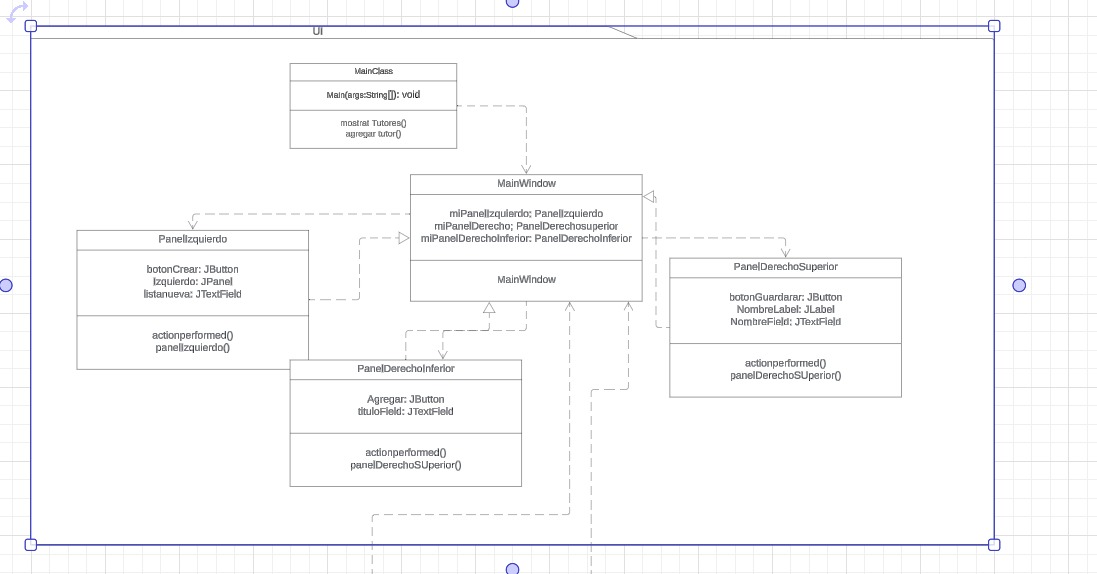 UI
MainClass
Main(args:String[]): void
mostrat Tutores()
agregar tutor()
MainWindow
miPanelIzquierdo; PanelIzquierdo
miPanelDerecho; PanelDerechosuperior
miPanelDerechoInferior: PanelDerechoInferior
MainWindow
PanelIzquierdo
botonCrear: JButton
Izquierdo: JPanel
listanueva: JTextField
actionperformed()
panelIzquierdo()
PanelDerechoSuperior
botonGuardarar: JButton
NombreLabel: JLabel
NombreField: JTextField
actionperformed()
panelDerechoSUperior()
PanelDerechoInferior
Agregar: JButton
tituloField: JTextField
actionperformed()
panelDerechoSUperior()